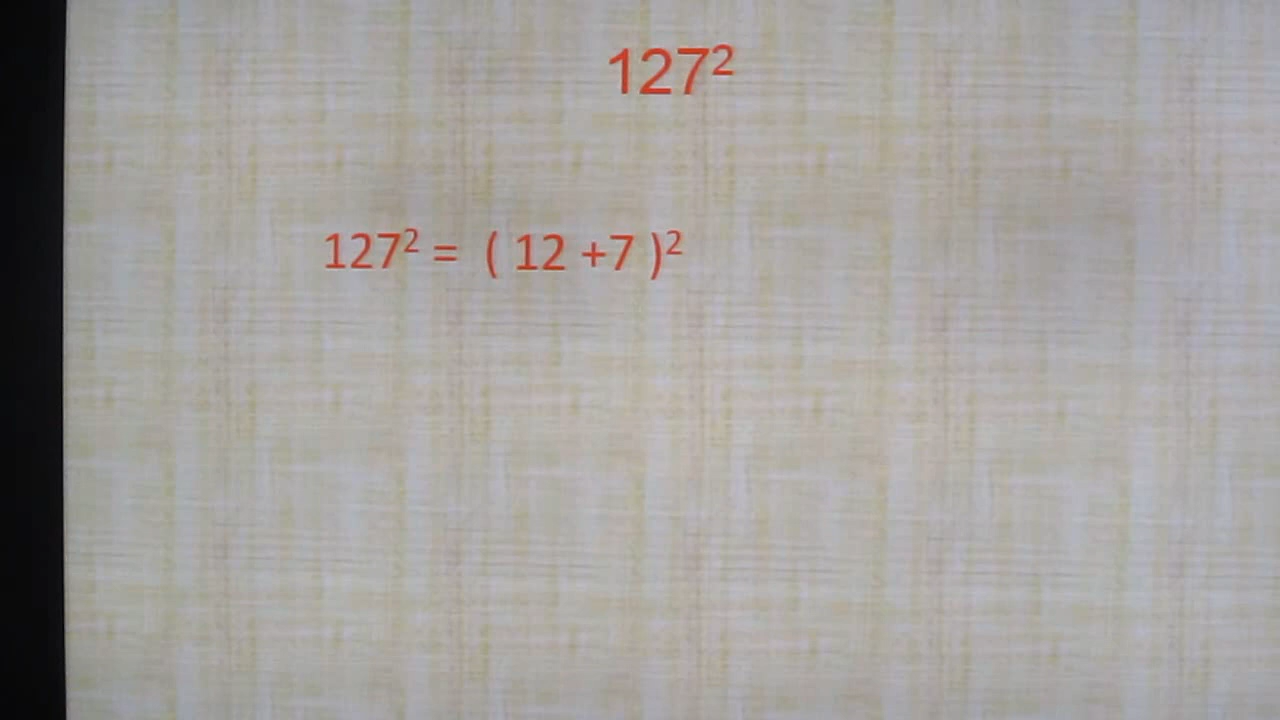 127²
127² = ( 12 +7 )²